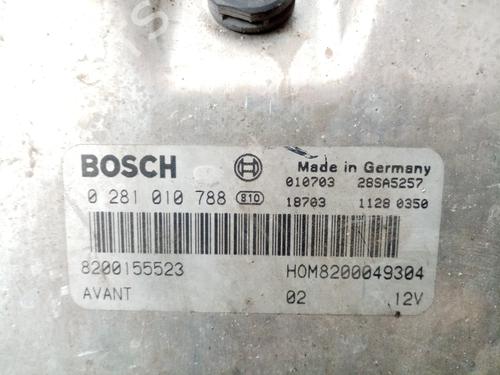 BOSCH Made in Germany
010703 28SA5257
0 281 010 788 810 18703 1128 0350
8200155523 HOM8200049304
AVANT 02 12V